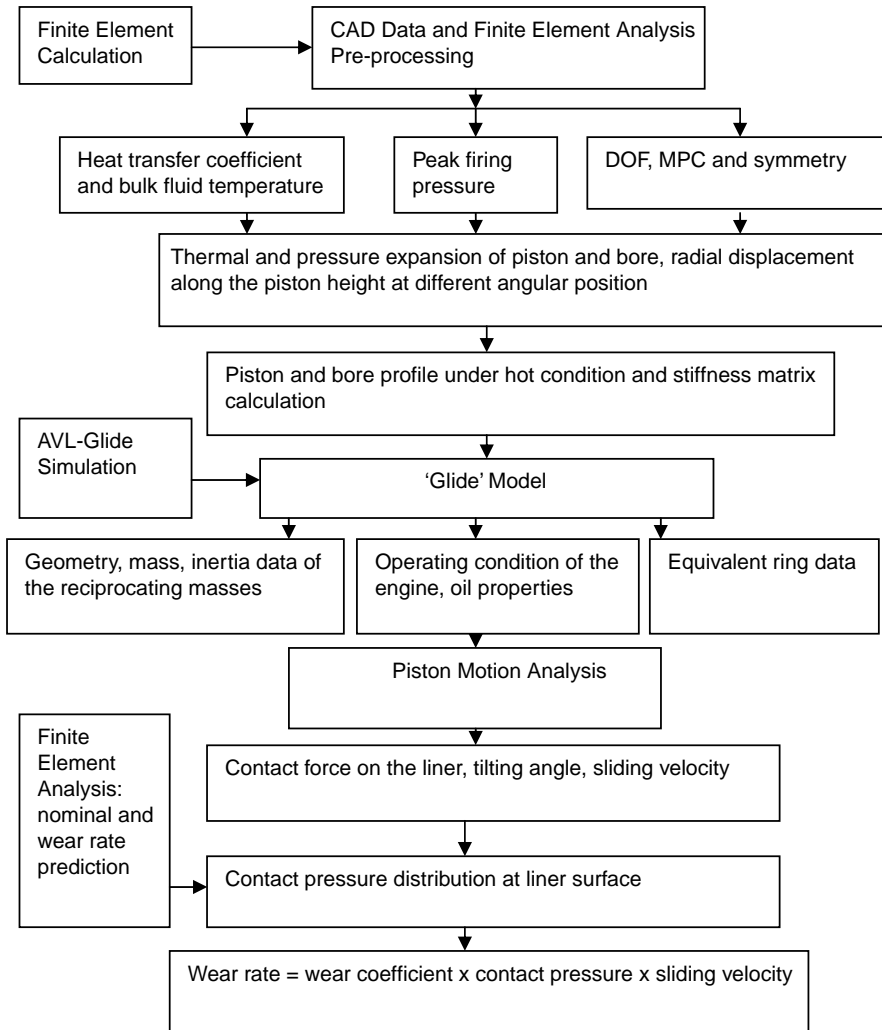 Finite Element
Calculation
CAD Data and Finite Element Analysis
Pre-processing
Heat transfer coefficient
and bulk fluid temperature
Peak firing
pressure
DOF, MPC and symmetry
Thermal and pressure expansion of piston and bore, radial displacement
along the piston height at different angular position
Piston and bore profile under hot condition and stiffness matrix
calculation
AVL-Glide
Simulation
‘Glide’ Model
Geometry, mass, inertia data of
the reciprocating masses
Operating condition of the
engine, oil properties
Equivalent ring data
Piston Motion Analysis
Finite
Element
Analysis:
nominal and
wear rate
prediction
Contact force on the liner, tilting angle, sliding velocity
Contact pressure distribution at liner surface
Wear rate = wear coefficient x contact pressure x sliding velocity